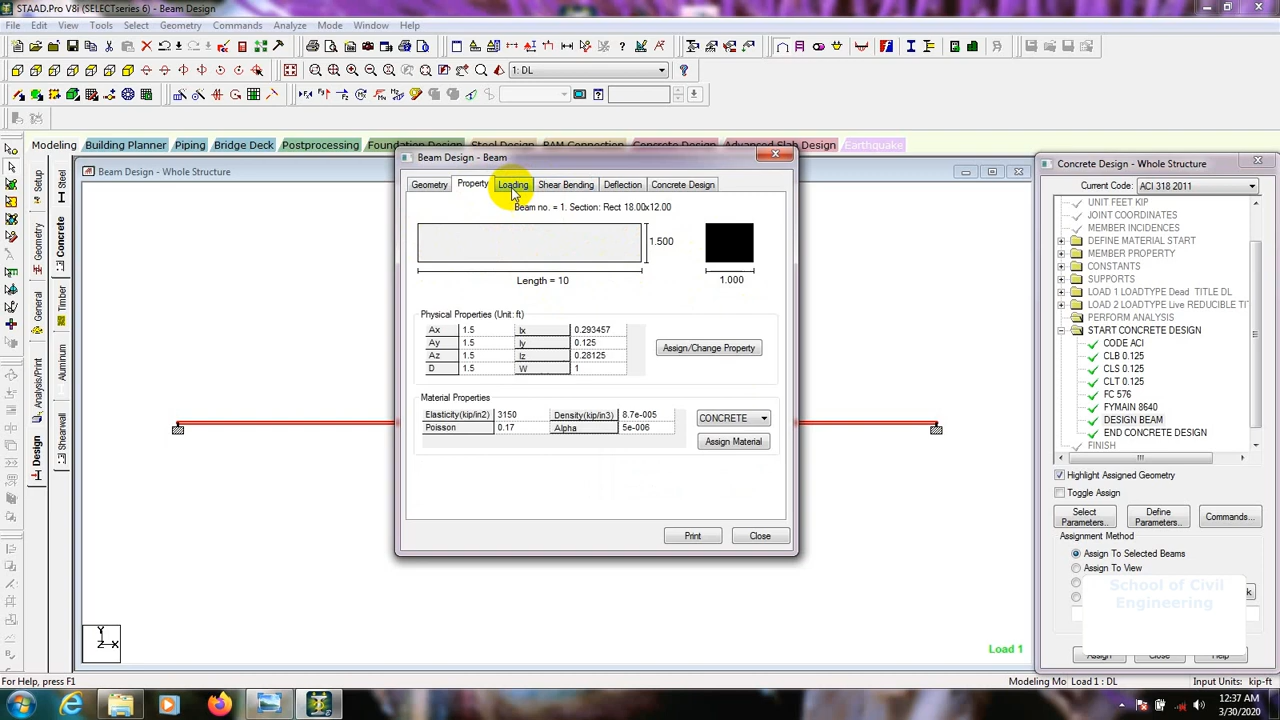 STAAD.Pro V8i (SELECTseries 6) - Beam Design
File Edit View Tools Select Geometry Commands Analyze Mode Window Help
1: DL
Modeling Building Planner Piping Bridge Deck Postprocessing Foundation Design Steel Design RAM Connection Concrete Design Advanced Slab Design Earthquake
Beam Design - Whole Structure
Setup
Geometry
General
Analysis/Print
Design
Steel
Concrete
Timber
Aluminum
Shearwall
Beam Design - Beam
Geometry Property Loading Shear Bending Deflection Concrete Design
Beam no. = 1. Section: Rect 18.00x12.00
1.500
Length = 10
1.000
Physical Properties (Unit: ft)
Ax 1.5 Ix 0.293457
Ay 1.5 Iy 0.125
Az 1.5 Iz 0.28125
D 1.5 W 1
Assign/Change Property
Material Properties
Elasticity(kip/in2) 3150 Density(kip/in3) 8.7e-005
Poisson 0.17 Alpha 5e-006
CONCRETE
Assign Material
Print Close
Y
Z X
Load 1
Concrete Design - Whole Structure
Current Code: ACI 318 2011
UNIT FEET KIP
JOINT COORDINATES
MEMBER INCIDENCES
DEFINE MATERIAL START
MEMBER PROPERTY
CONSTANTS
SUPPORTS
LOAD 1 LOADTYPE Dead TITLE DL
LOAD 2 LOADTYPE Live REDUCIBLE TI
PERFORM ANALYSIS
START CONCRETE DESIGN
CODE ACI
CLB 0.125
CLS 0.125
CLT 0.125
FC 576
FYMAIN 8640
DESIGN BEAM
END CONCRETE DESIGN
FINISH
Highlight Assigned Geometry
Toggle Assign
Select Parameters..
Define Parameters..
Commands...
Assignment Method
Assign To Selected Beams
Assign To View
School of Civil
Engineering
Assign Close Help
For Help, press F1
Modeling Mo Load 1 : DL Input Units: kip-ft
12:37 AM
3/30/2020